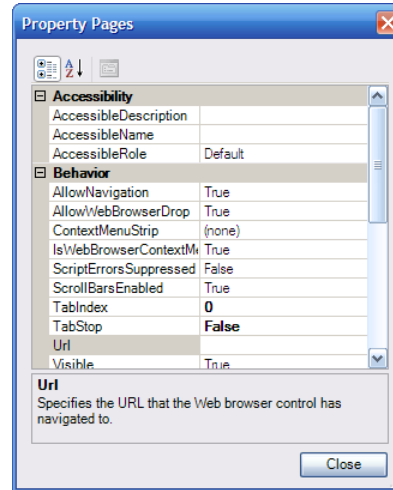 Property Pages
A Z
Accessibility
AccessibleDescription
AccessibleName
AccessibleRole Default
Behavior
AllowNavigation True
AllowWebBrowserDrop True
ContextMenuStrip (none)
IsWebBrowserContextMe True
ScriptErrorsSuppressed False
ScrollBarsEnabled True
TabIndex 0
TabStop False
Url
Visible True
Url
Specifies the URL that the Web browser control has
navigated to.
Close